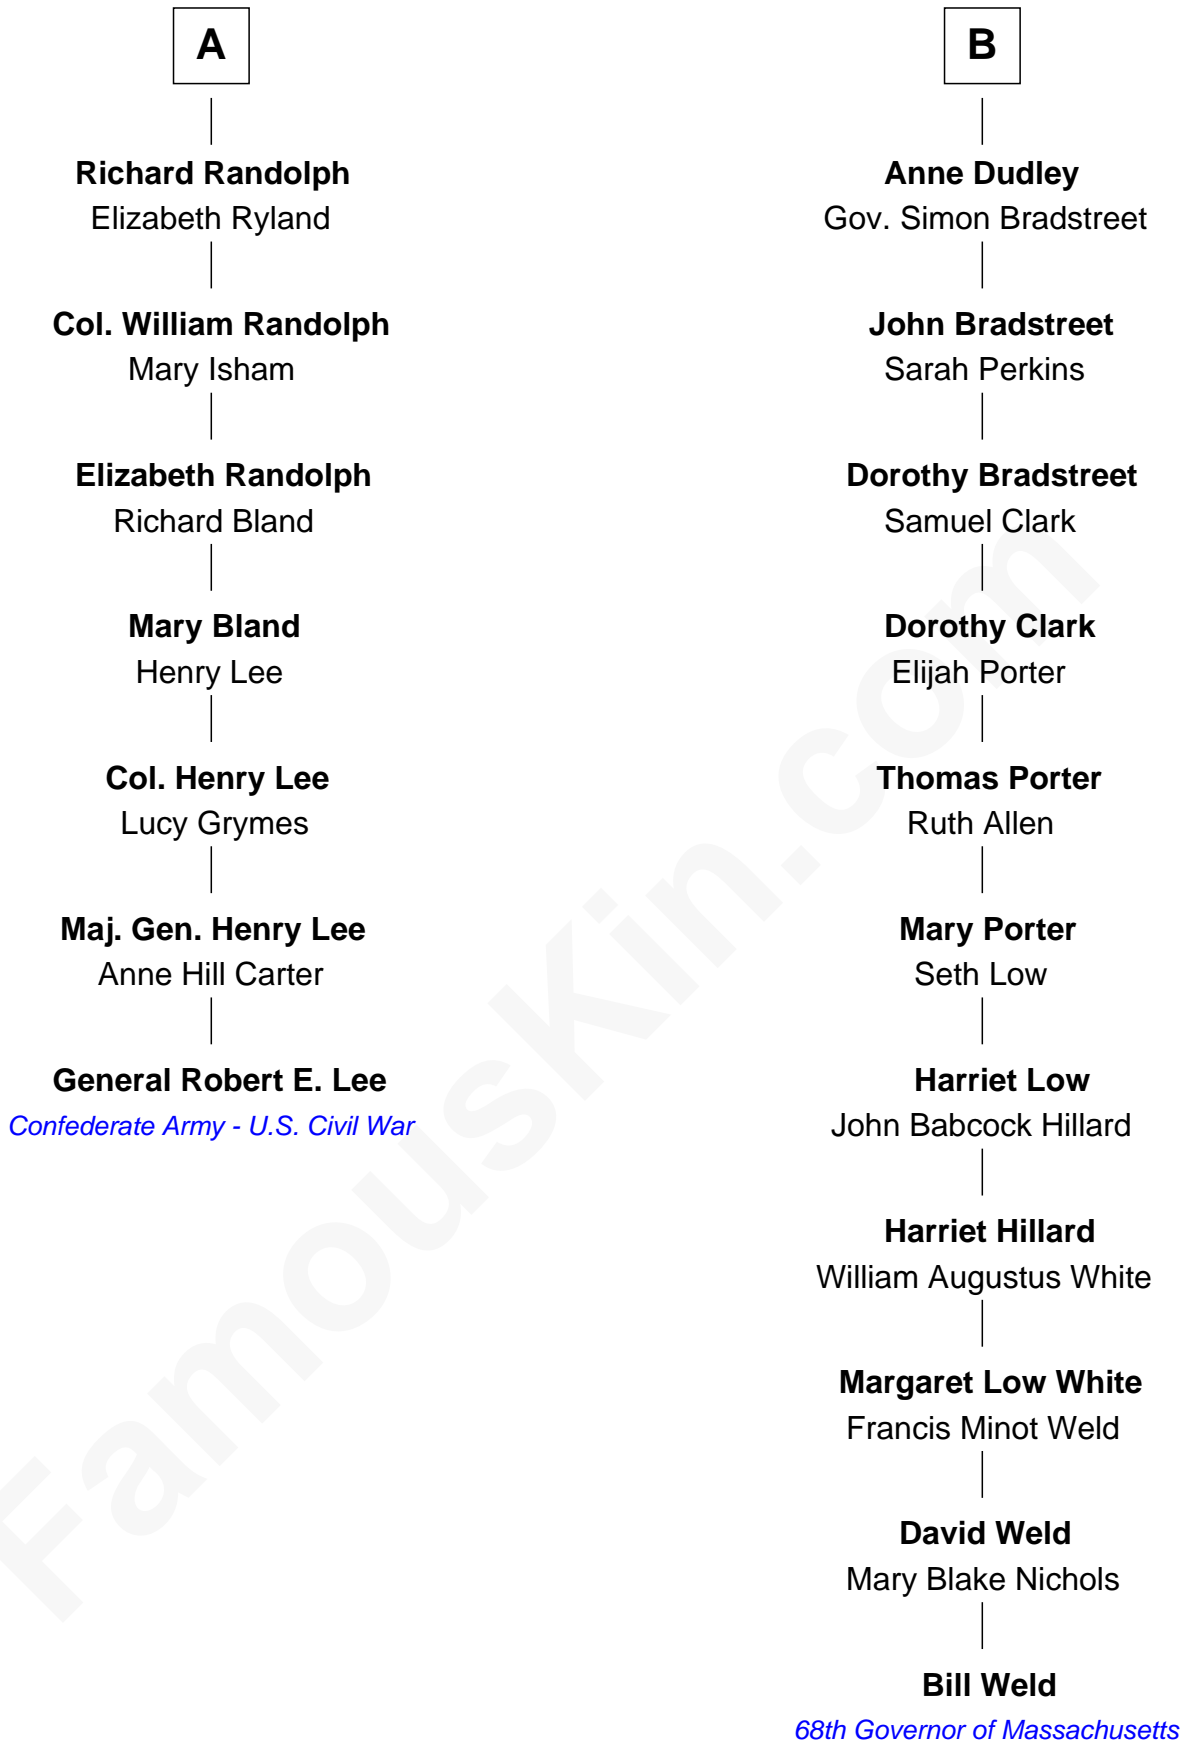 A
Richard Randolph
Elizabeth Ryland
Col. William Randolph
Mary Isham
Elizabeth Randolph
Richard Bland
Mary Bland
Henry Lee
Col. Henry Lee
Lucy Grymes
Maj. Gen. Henry Lee
Anne Hill Carter
General Robert E. Lee
Confederate Army - U.S. Civil War
B
Anne Dudley
Gov. Simon Bradstreet
John Bradstreet
Sarah Perkins
Dorothy Bradstreet
Samuel Clark
Dorothy Clark
Elijah Porter
Thomas Porter
Ruth Allen
Mary Porter
Seth Low
Harriet Low
John Babcock Hillard
Harriet Hillard
William Augustus White
Margaret Low White
Francis Minot Weld
David Weld
Mary Blake Nichols
Bill Weld
68th Governor of Massachusetts
FamousKin.com